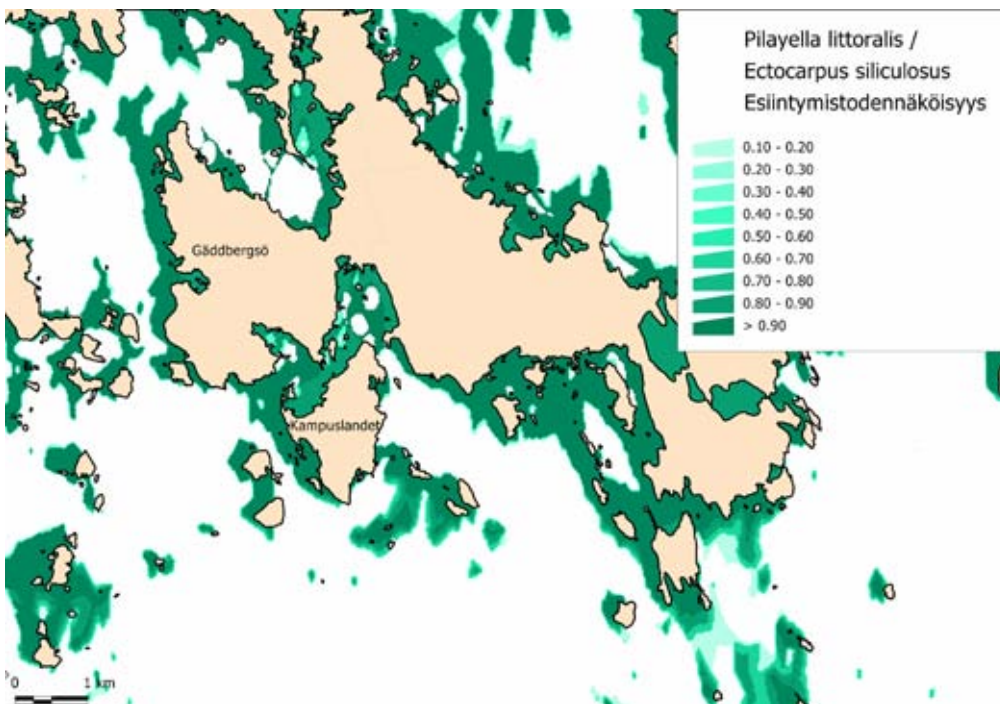 Pilayella littoralis /
Ectocarpus siliculosus
Esiintymistodennäköisyys
0.10 - 0.20
0.20 - 0.30
0.30 - 0.40
0.40 - 0.50
0.50 - 0.60
0.60 - 0.70
0.70 - 0.80
0.80 - 0.90
> 0.90
Gäddbergsö
Kampuslandet
0 1 km